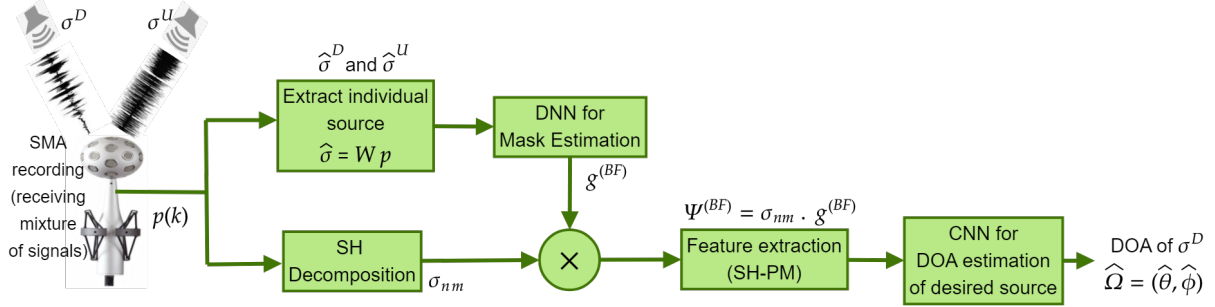 σ^D
σ^U
SMA
recording
(receiving
mixture
of signals)
p(k)
σ̂^D and σ̂^U
Extract individual
source
σ̂ = W p
DNN for
Mask Estimation
g^(BF)
SH
Decomposition
σ_nm
×
Ψ^(BF) = σ_nm . g^(BF)
Feature extraction
(SH-PM)
CNN for
DOA estimation
of desired source
DOA of σ^D
Ω̂ = (θ̂, ϕ̂)